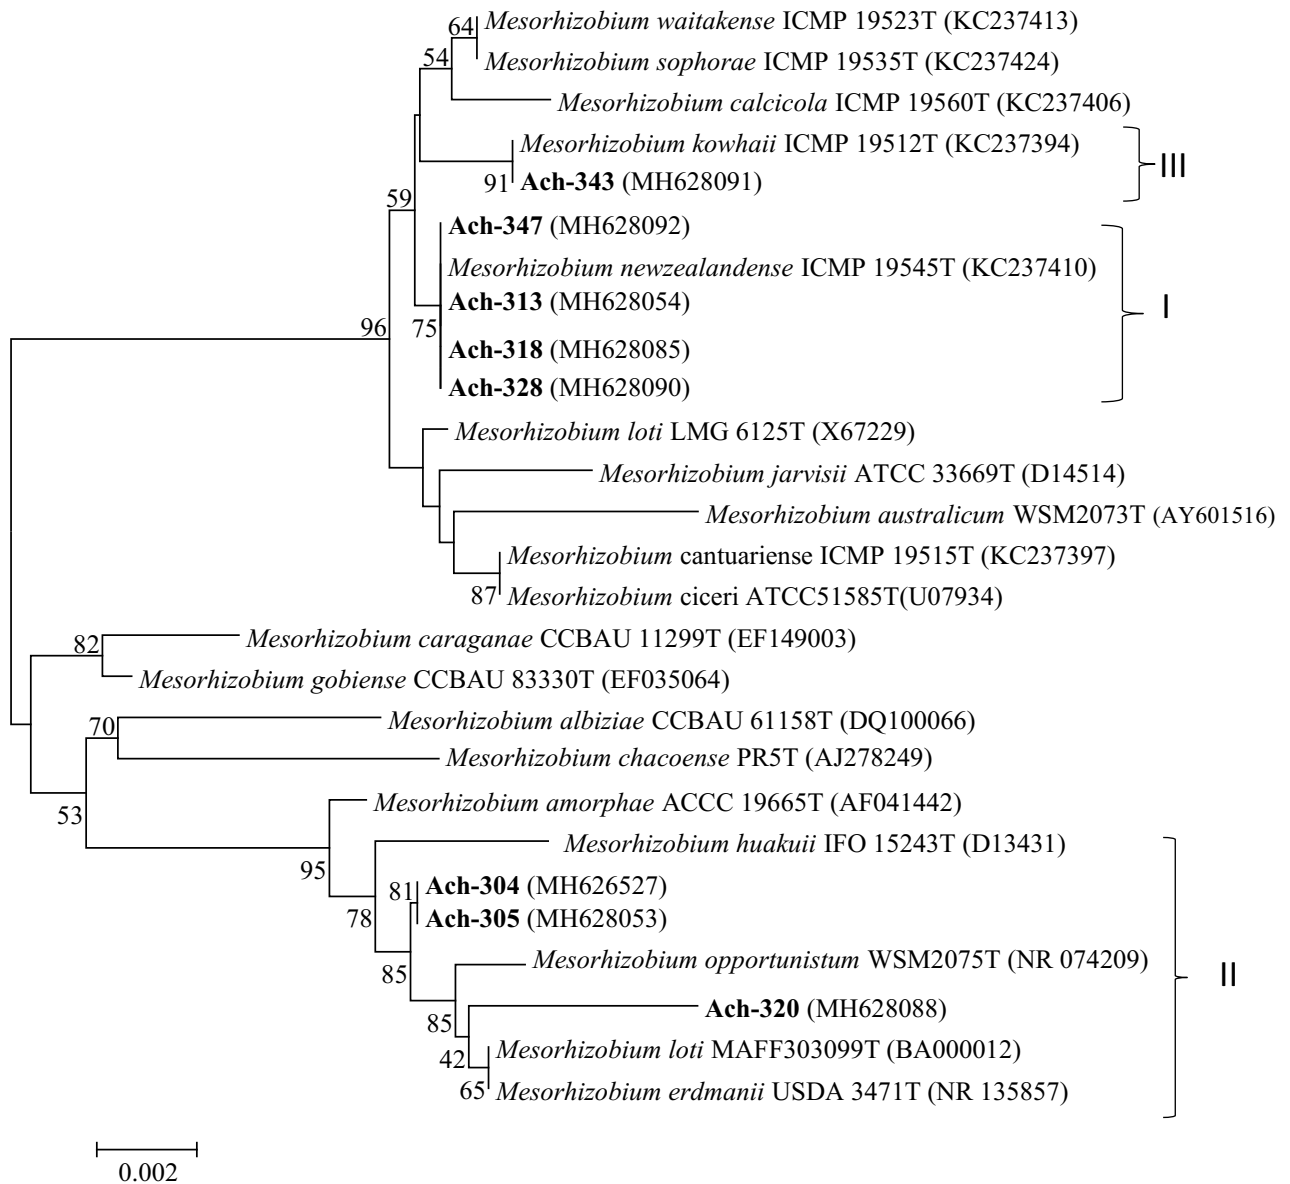 64
Mesorhizobium waitakense ICMP 19523T (KC237413)
54
Mesorhizobium sophorae ICMP 19535T (KC237424)
Mesorhizobium calcicola ICMP 19560T (KC237406)
Mesorhizobium kowhaii ICMP 19512T (KC237394)
III
91
Ach-343 (MH628091)
59
Ach-347 (MH628092)
Mesorhizobium newzealandense ICMP 19545T (KC237410)
Ach-313 (MH628054)
I
96
75
Ach-318 (MH628085)
Ach-328 (MH628090)
Mesorhizobium loti LMG 6125T (X67229)
Mesorhizobium jarvisii ATCC 33669T (D14514)
Mesorhizobium australicum WSM2073T (AY601516)
Mesorhizobium cantuariense ICMP 19515T (KC237397)
87
Mesorhizobium ciceri ATCC51585T(U07934)
82
Mesorhizobium caraganae CCBAU 11299T (EF149003)
Mesorhizobium gobiense CCBAU 83330T (EF035064)
70
Mesorhizobium albiziae CCBAU 61158T (DQ100066)
Mesorhizobium chacoense PR5T (AJ278249)
53
Mesorhizobium amorphae ACCC 19665T (AF041442)
Mesorhizobium huakuii IFO 15243T (D13431)
95
81
Ach-304 (MH626527)
78
Ach-305 (MH628053)
Mesorhizobium opportunistum WSM2075T (NR 074209)
85
II
Ach-320 (MH628088)
85
42
Mesorhizobium loti MAFF303099T (BA000012)
65
Mesorhizobium erdmanii USDA 3471T (NR 135857)
0.002